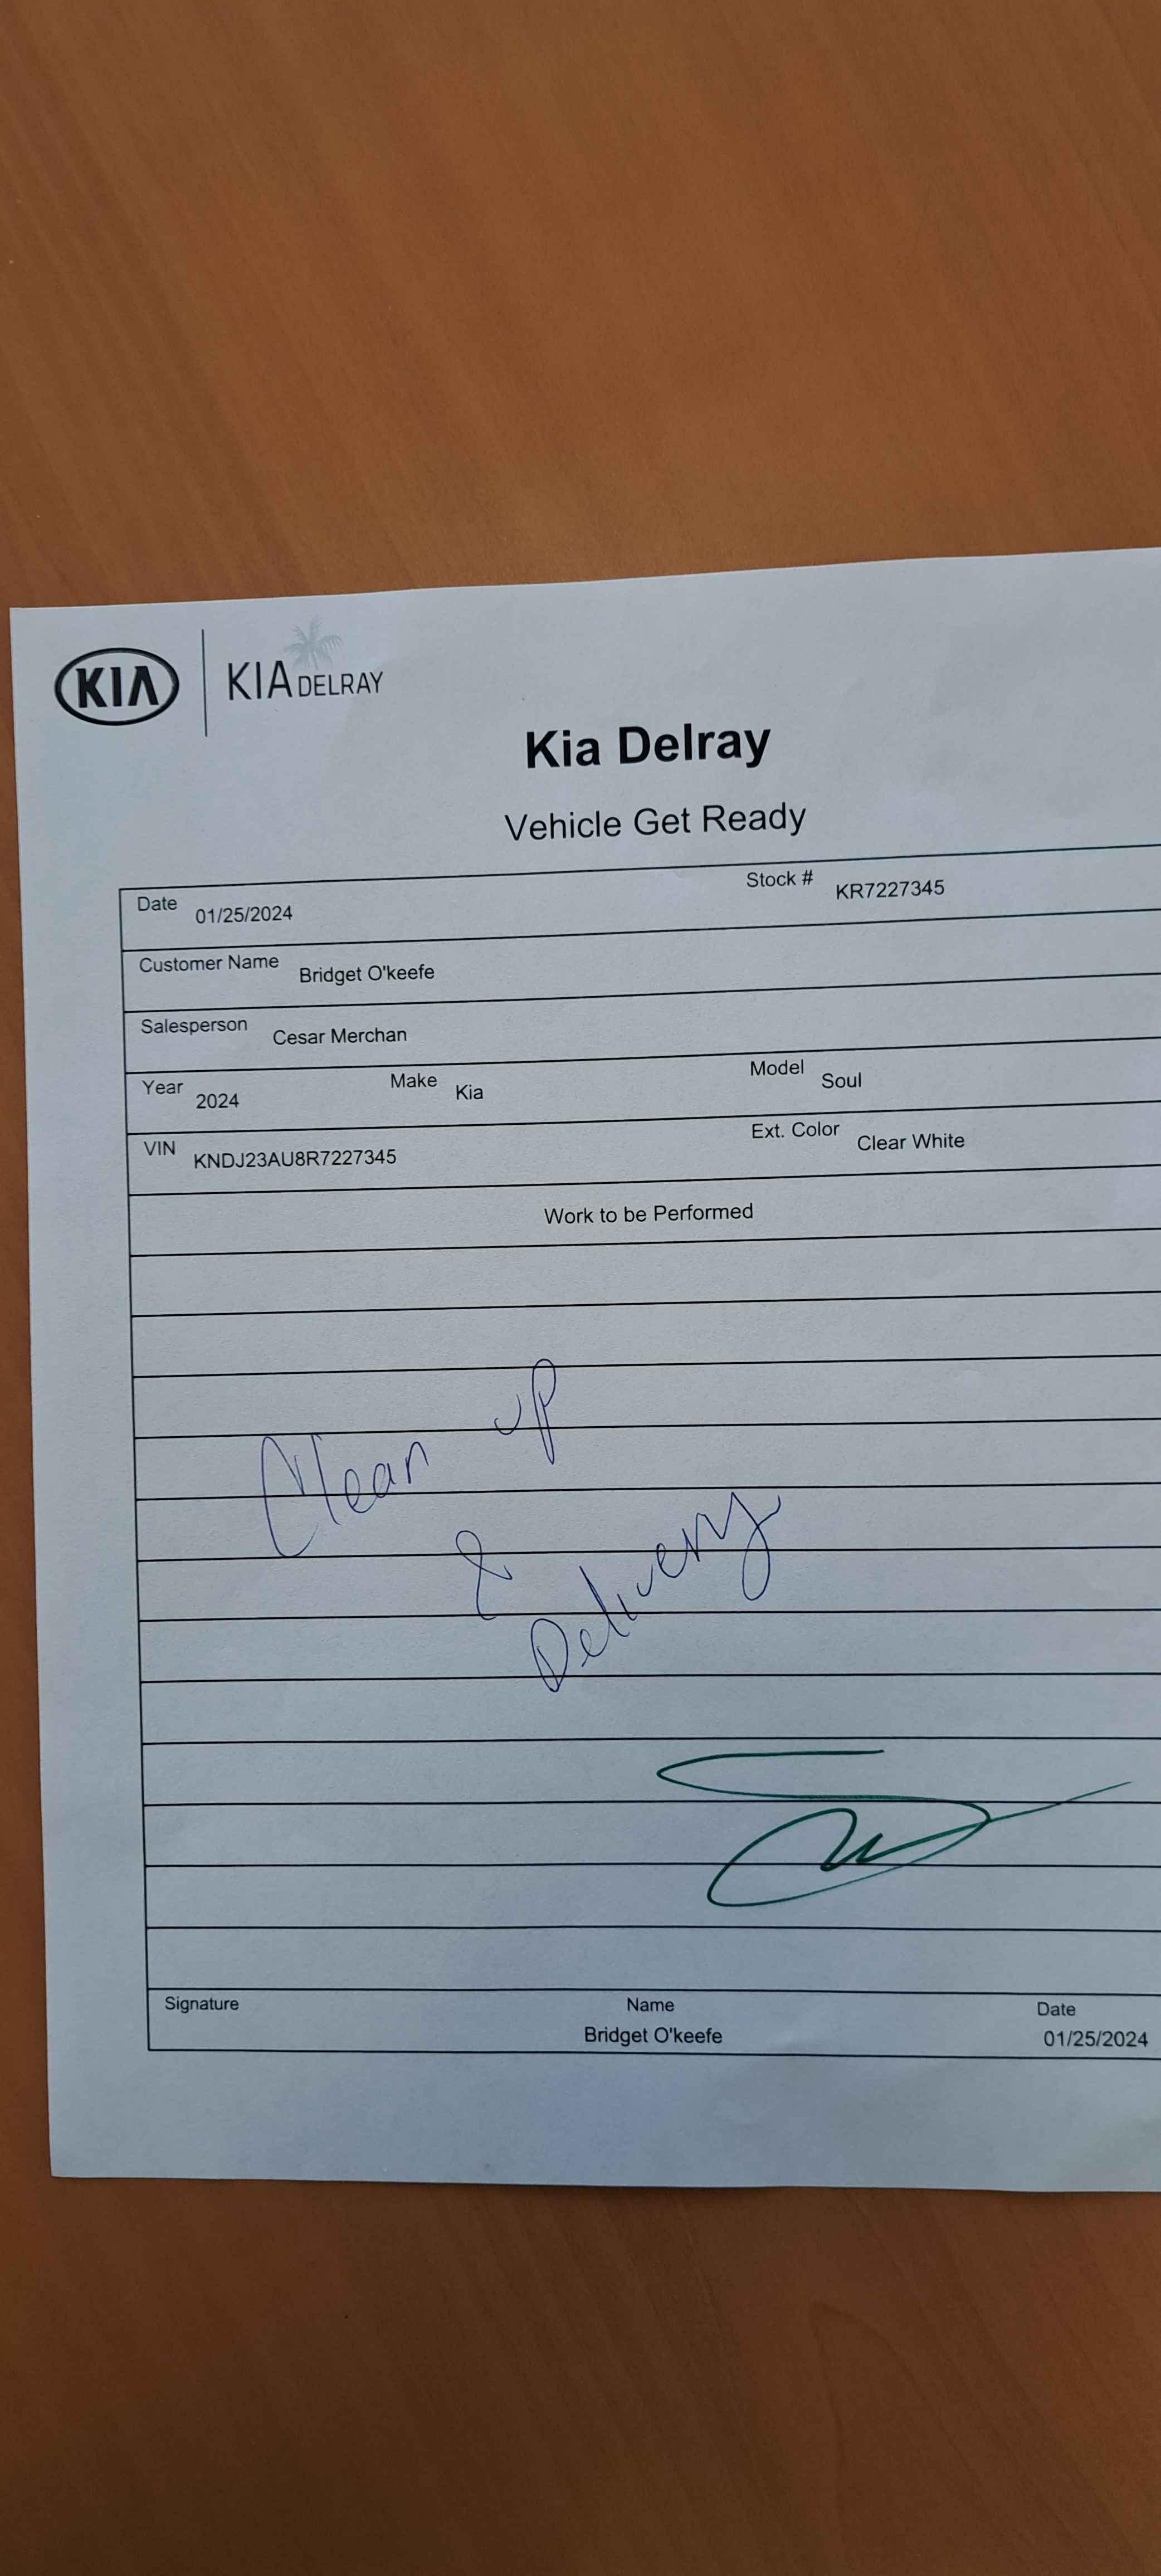 KIA KIA DELRAY
Kia Delray
Vehicle Get Ready
Date 01/25/2024 Stock # KR7227345
Customer Name Bridget O'keefe
Salesperson Cesar Merchan
Year 2024 Make Kia Model Soul
VIN KNDJ23AU8R7227345 Ext. Color Clear White
Work to be Performed
Clean up
&
Delivery
Signature Name Date
Bridget O'keefe 01/25/2024